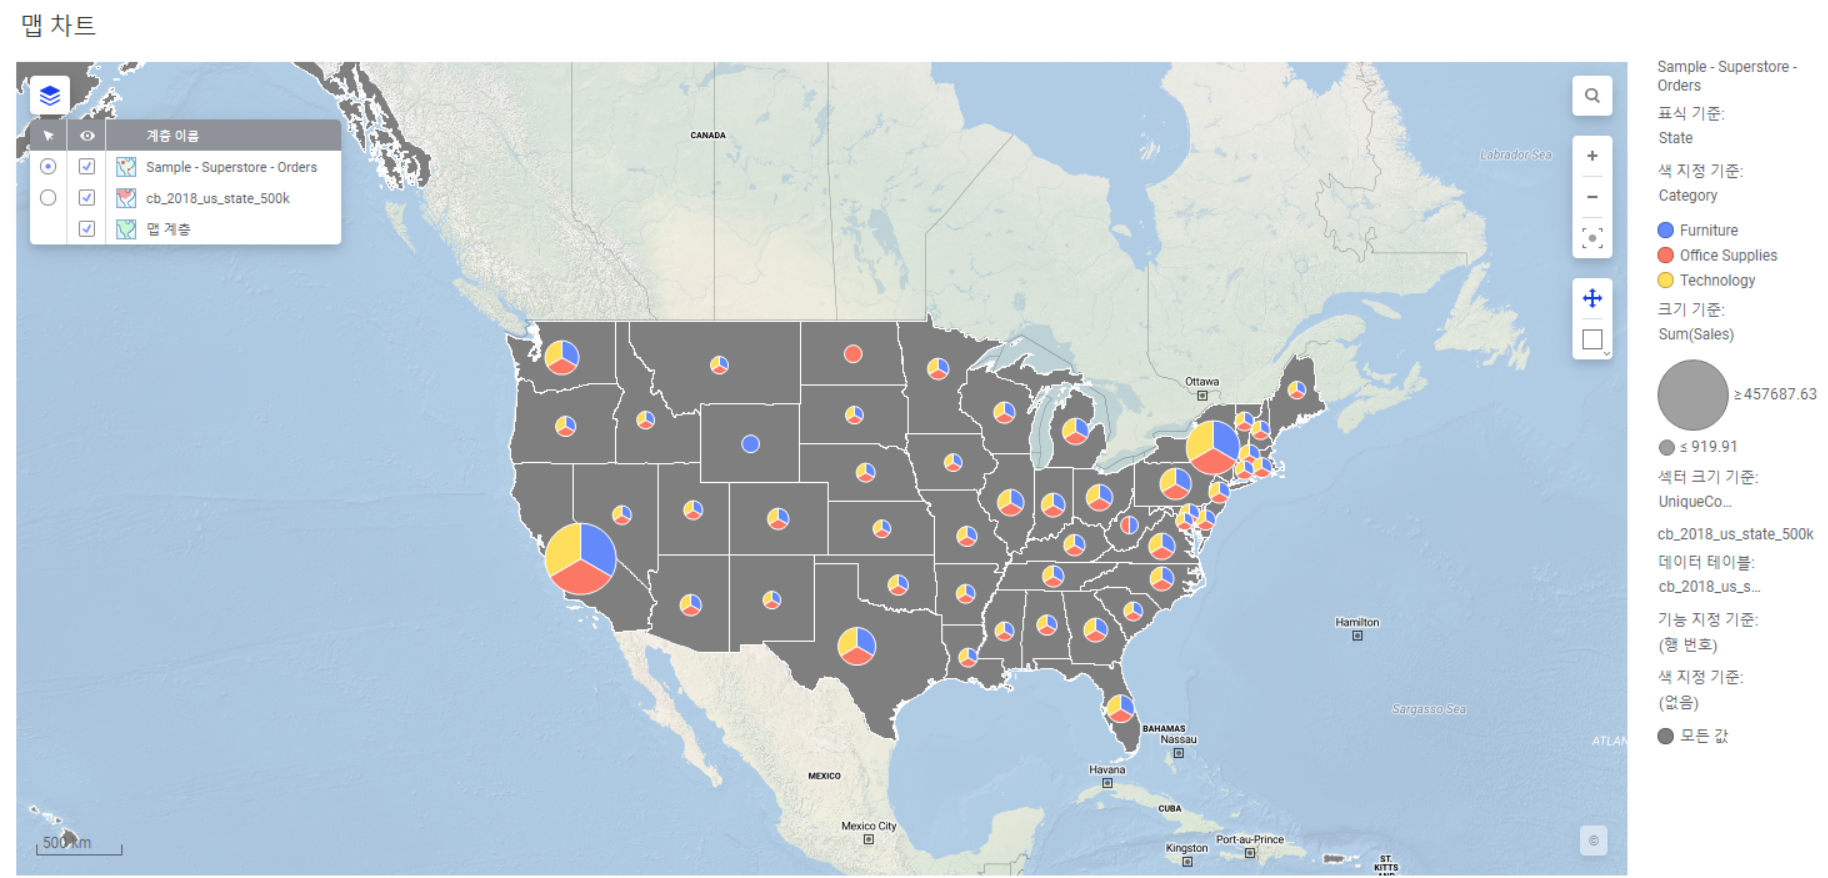 맵 차트
계층 이름
Sample - Superstore - Orders
cb_2018_us_state_500k
맵 계층
CANADA
Labrador Sea
Ottawa
Hamilton
Sargasso Sea
BAHAMAS
Nassau
ATLAN
MEXICO
Havana
CUBA
Mexico City
Port-au-Prince
Kingston
ST.
KITTS
AND
500 km
©
Sample - Superstore -
Orders
표식 기준:
State
색 지정 기준:
Category
Furniture
Office Supplies
Technology
크기 기준:
Sum(Sales)
≥457687.63
≤ 919.91
섹터 크기 기준:
UniqueCo...
cb_2018_us_state_500k
데이터 테이블:
cb_2018_us_s...
기능 지정 기준:
(행 번호)
색 지정 기준:
(없음)
모든 값